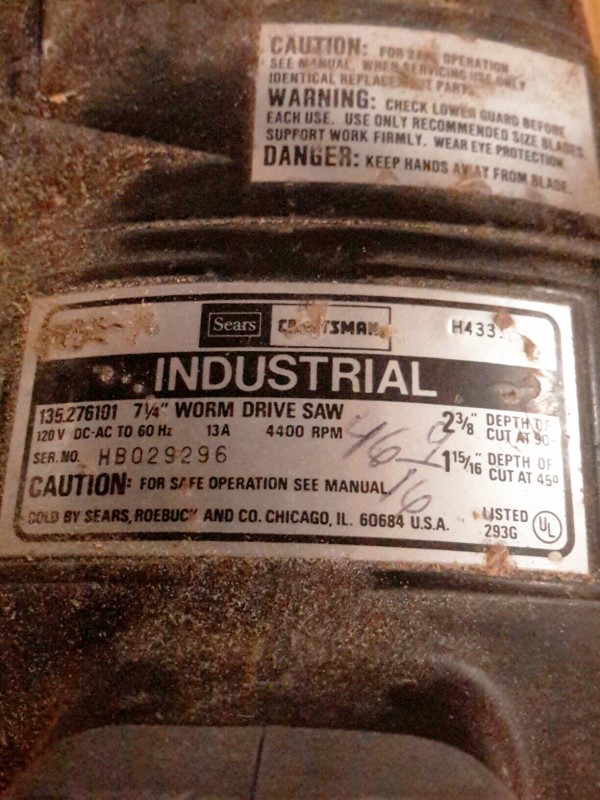 CAUTION: FOR SAFE OPERATION
SEE MANUAL. WHEN SERVICING USE ONLY
IDENTICAL REPLACEMENT PARTS.
WARNING: CHECK LOWER GUARD BEFORE
EACH USE. USE ONLY RECOMMENDED SIZE BLADES.
SUPPORT WORK FIRMLY. WEAR EYE PROTECTION.
DANGER: KEEP HANDS AWAY FROM BLADE.
Sears CRAFTSMAN H433
INDUSTRIAL
135.276101 7¼" WORM DRIVE SAW
120 V DC-AC TO 60 Hz 13A 4400 RPM
2⅜" DEPTH OF CUT AT 90°
SER. NO. HB029296
1 15/16" DEPTH OF CUT AT 45°
46 9/16
CAUTION: FOR SAFE OPERATION SEE MANUAL
SOLD BY SEARS, ROEBUCK AND CO. CHICAGO, IL. 60684 U.S.A.
LISTED 293G UL